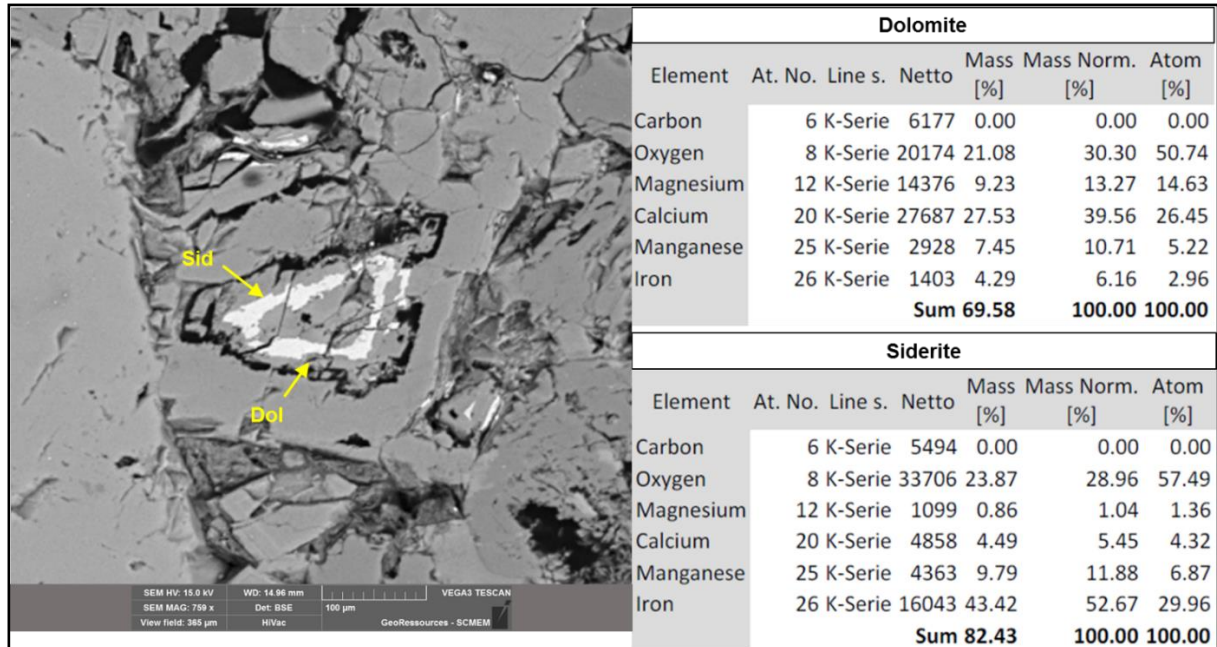 Sid
Dol
SEM HV: 15.0 kV WD: 14.96 mm VEGA3 TESCAN
SEM MAG: 759 x Det: BSE 100 µm
View field: 365 µm HiVac GeoRessources - SCMEM
Dolomite
Element At. No. Line s. Netto Mass Mass Norm. Atom
[%] [%] [%]
Carbon 6 K-Serie 6177 0.00 0.00 0.00
Oxygen 8 K-Serie 20174 21.08 30.30 50.74
Magnesium 12 K-Serie 14376 9.23 13.27 14.63
Calcium 20 K-Serie 27687 27.53 39.56 26.45
Manganese 25 K-Serie 2928 7.45 10.71 5.22
Iron 26 K-Serie 1403 4.29 6.16 2.96
Sum 69.58 100.00 100.00
Siderite
Element At. No. Line s. Netto Mass Mass Norm. Atom
[%] [%] [%]
Carbon 6 K-Serie 5494 0.00 0.00 0.00
Oxygen 8 K-Serie 33706 23.87 28.96 57.49
Magnesium 12 K-Serie 1099 0.86 1.04 1.36
Calcium 20 K-Serie 4858 4.49 5.45 4.32
Manganese 25 K-Serie 4363 9.79 11.88 6.87
Iron 26 K-Serie 16043 43.42 52.67 29.96
Sum 82.43 100.00 100.00